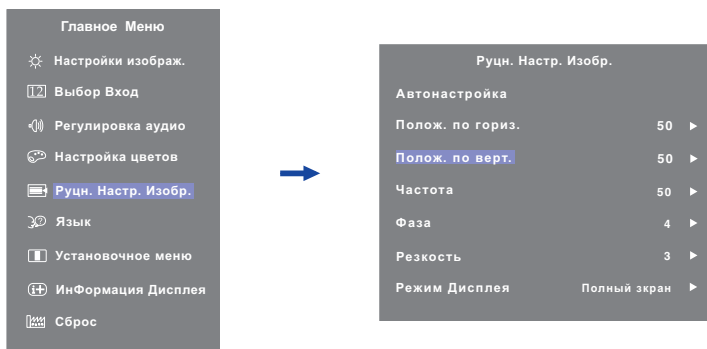 Главное Меню
Настройки изображ.
12 Выбор Вход
Регулировка аудио
Настройка цветов
Руцн. Настр. Изобр.
Язык
Установочное меню
ИнФормация Дисплея
Сброс
Руцн. Настр. Изобр.
Автонастройка
Полож. по гориз. 50
Полож. по верт. 50
Частота 50
Фаза 4
Резкость 3
Режим Дисплея Полный зкран